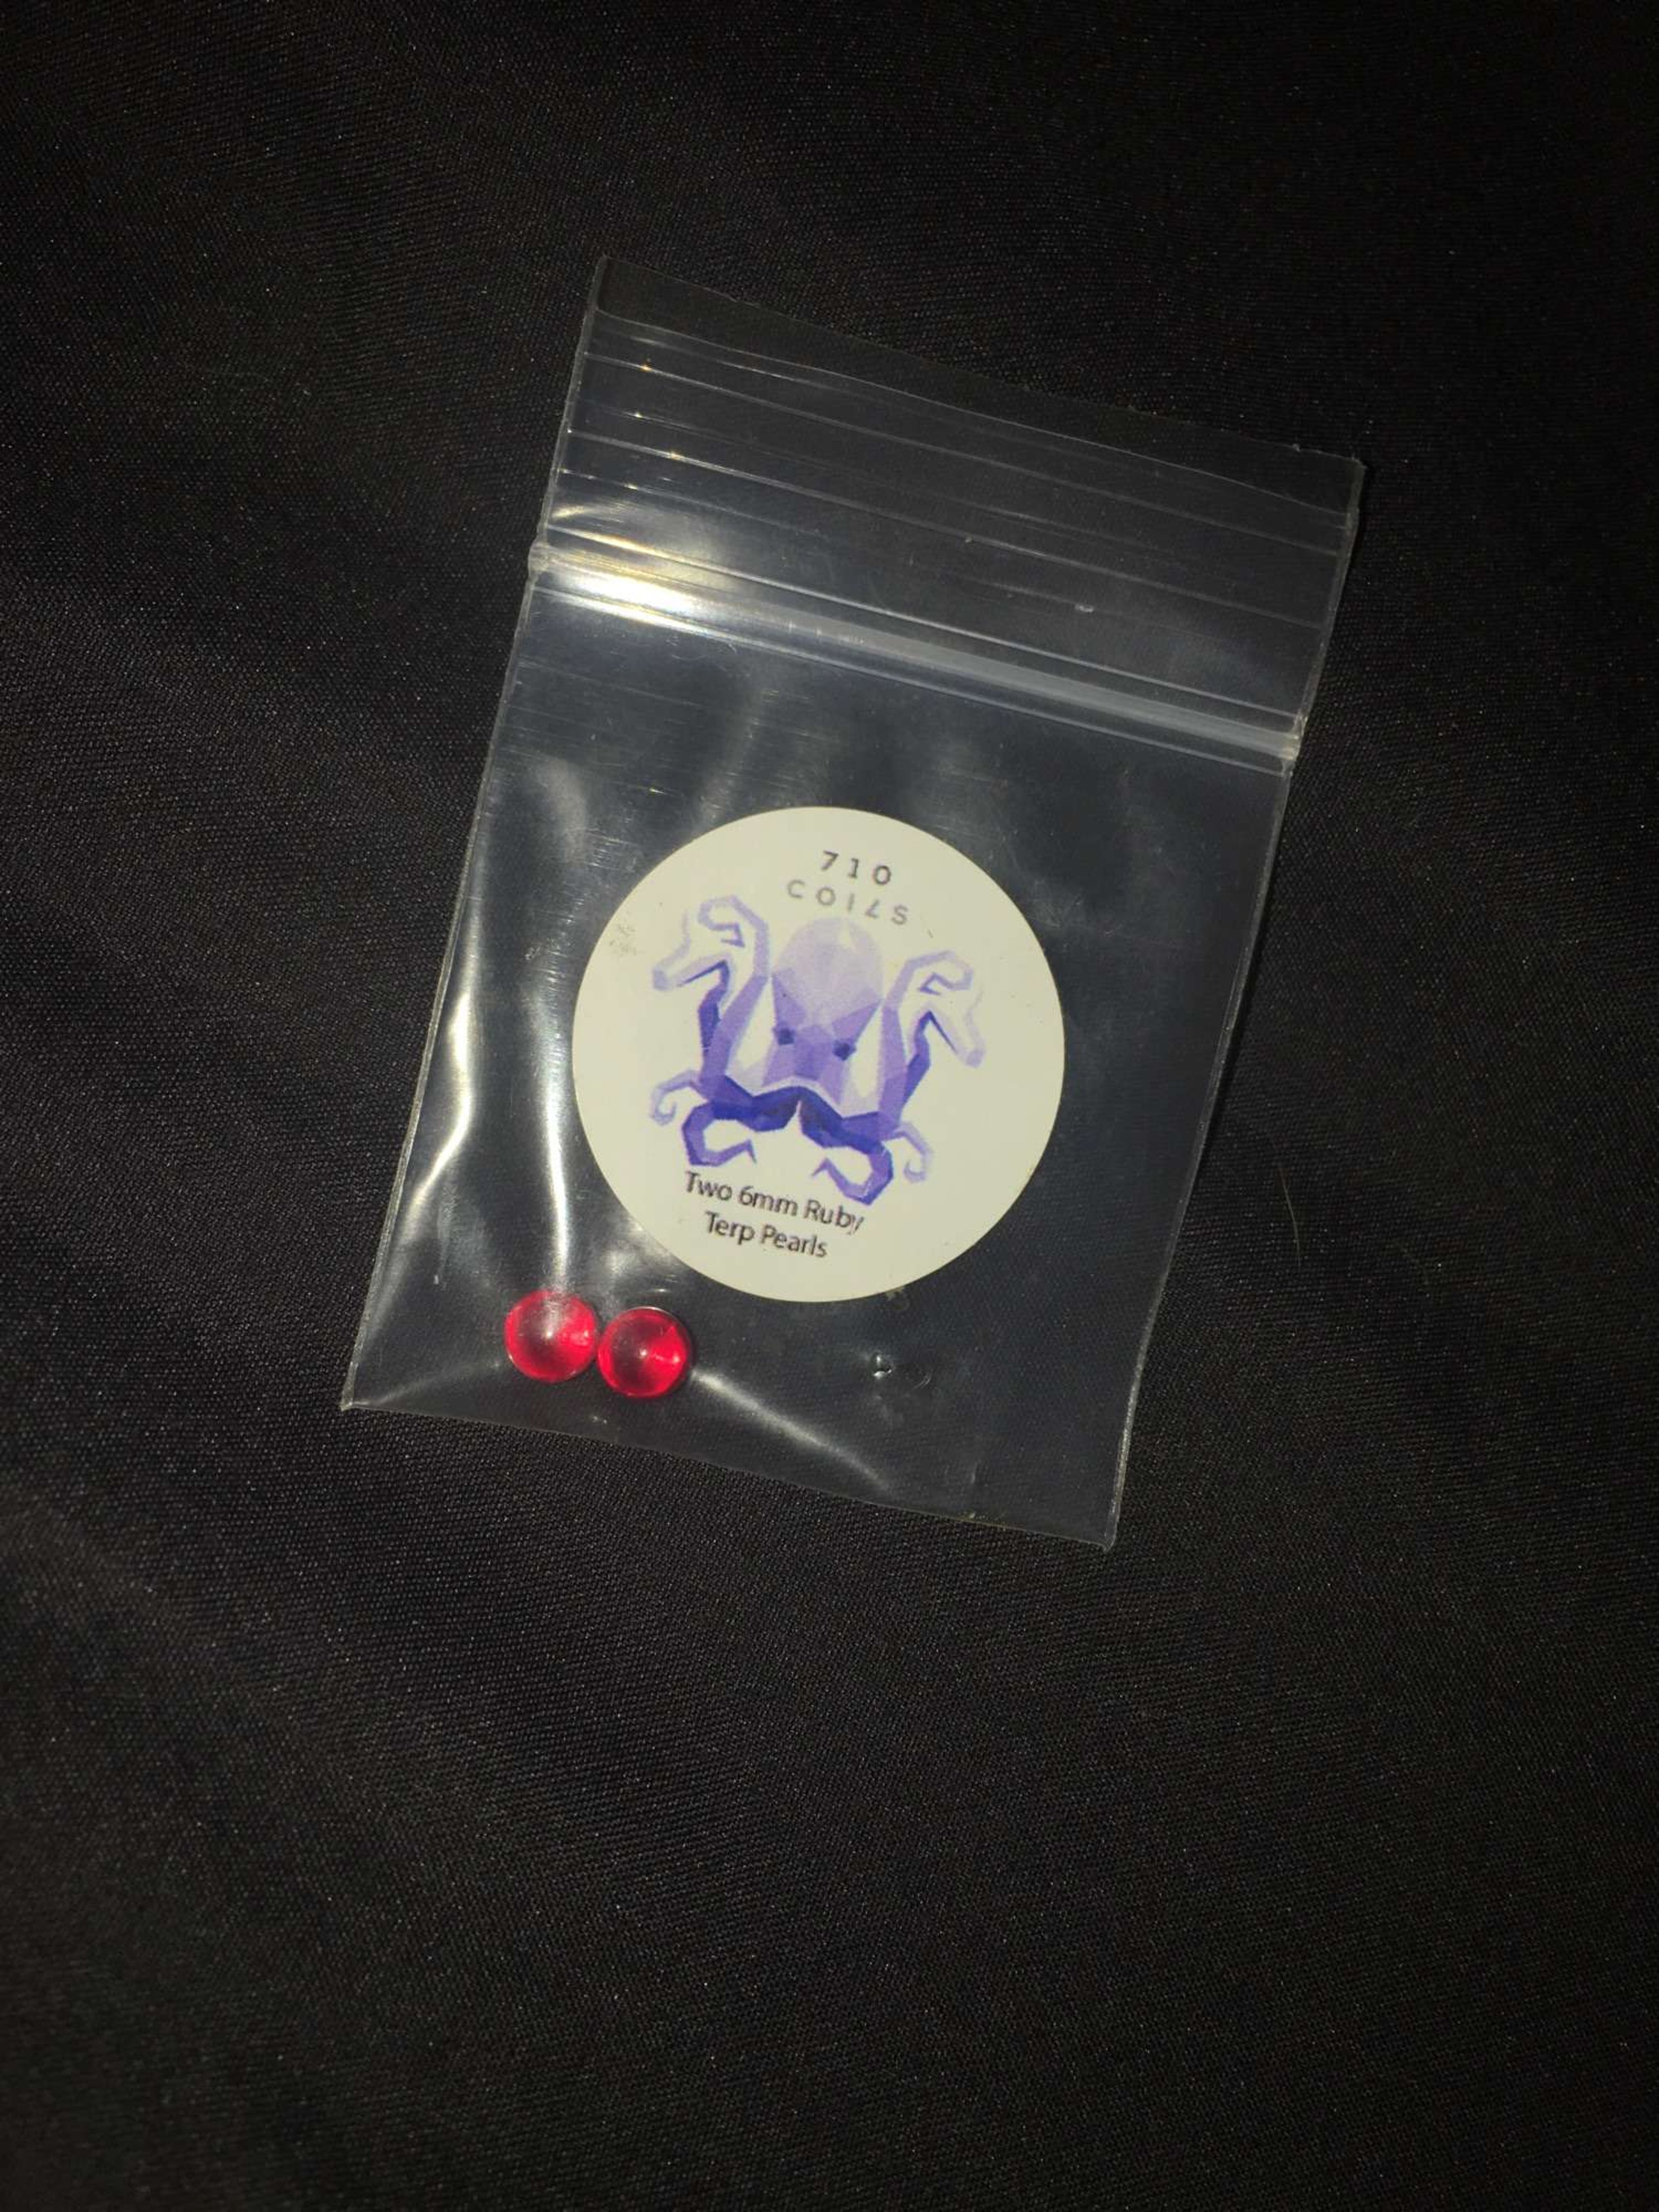 710
COILS
Two 6mm Ruby
Terp Pearls